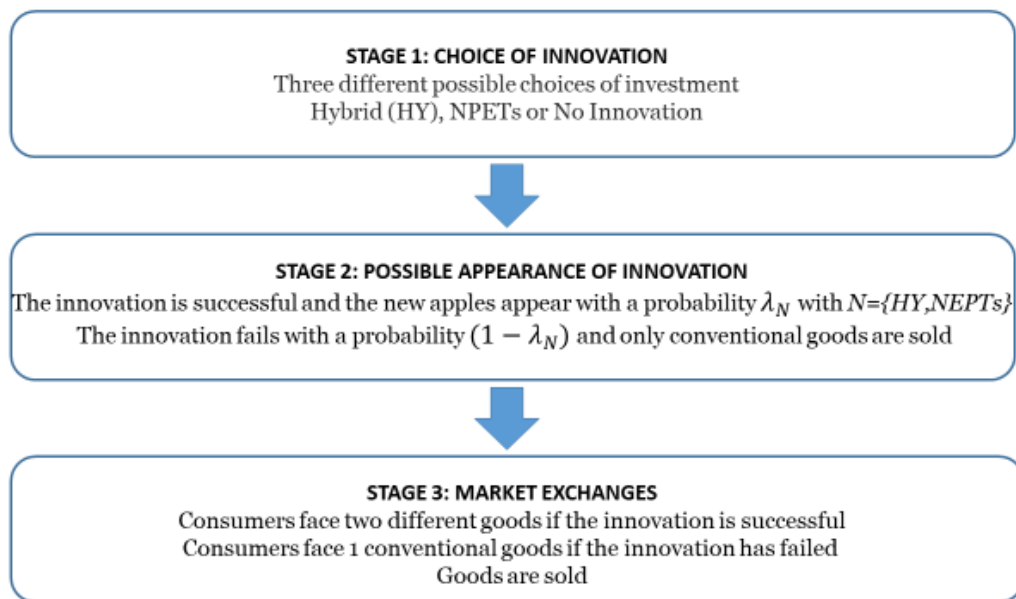 STAGE 1: CHOICE OF INNOVATION
Three different possible choices of investment
Hybrid (HY), NPETs or No Innovation
STAGE 2: POSSIBLE APPEARANCE OF INNOVATION
The innovation is successful and the new apples appear with a probability λ_N with N={HY,NEPTs}
The innovation fails with a probability (1 − λ_N) and only conventional goods are sold
STAGE 3: MARKET EXCHANGES
Consumers face two different goods if the innovation is successful
Consumers face 1 conventional goods if the innovation has failed
Goods are sold